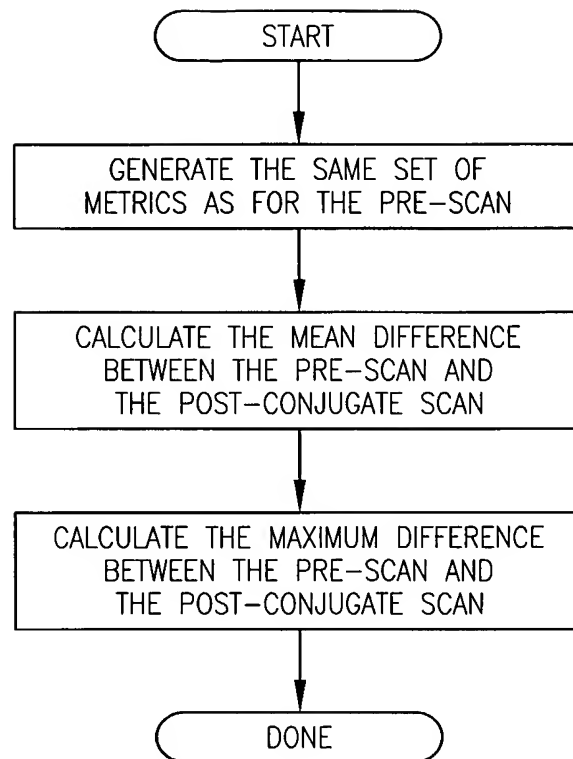 START
GENERATE THE SAME SET OF
METRICS AS FOR THE PRE-SCAN
CALCULATE THE MEAN DIFFERENCE
BETWEEN THE PRE-SCAN AND
THE POST-CONJUGATE SCAN
CALCULATE THE MAXIMUM DIFFERENCE
BETWEEN THE PRE-SCAN AND
THE POST-CONJUGATE SCAN
DONE